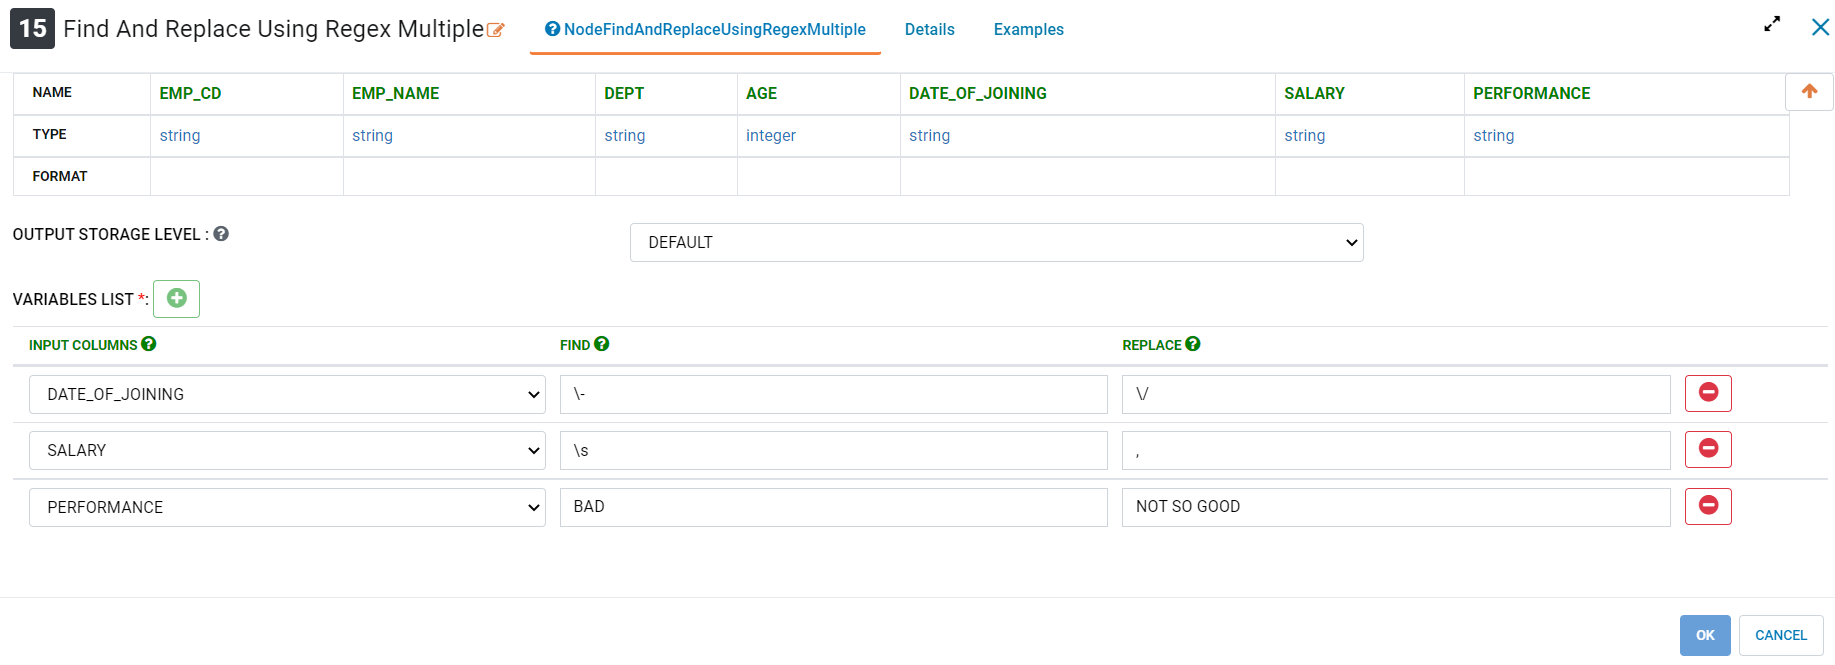 15 Find And Replace Using Regex Multiple NodeFindAndReplaceUsingRegexMultiple Details Examples
NAME EMP_CD EMP_NAME DEPT AGE DATE_OF_JOINING SALARY PERFORMANCE
TYPE string string string integer string string string
FORMAT
OUTPUT STORAGE LEVEL : DEFAULT
VARIABLES LIST *:
INPUT COLUMNS FIND REPLACE
DATE_OF_JOINING \- \/
SALARY \s ,
PERFORMANCE BAD NOT SO GOOD
OK CANCEL